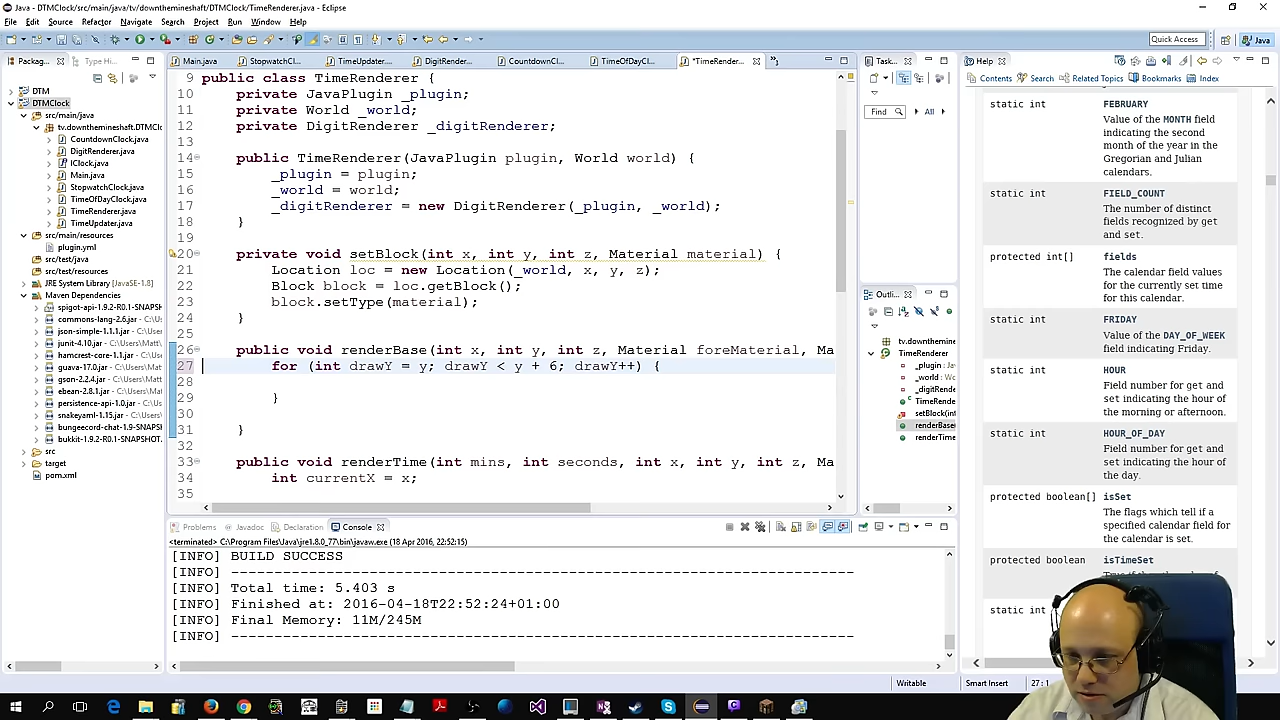 Java - DTMClock/src/main/java/tv/downthemineshaft/DTMClock/TimeRenderer.java - Eclipse
File Edit Source Refactor Navigate Search Project Run Window Help
Quick Access
Java
Packag...
Type Hi...
Main.java
StopwatchCl...
TimeUpdater....
DigitRender...
CountdownCl...
TimeOfDayCl...
*TimeRender...
DTM
DTMClock
src/main/java
tv.downthemineshaft.DTMClc
CountdownClock.java
DigitRenderer.java
IClock.java
Main.java
StopwatchClock.java
TimeOfDayClock.java
TimeRenderer.java
TimeUpdater.java
src/main/resources
plugin.yml
src/test/java
src/test/resources
JRE System Library [JavaSE-1.8]
Maven Dependencies
spigot-api-1.9.2-R0.1-SNAPSH
commons-lang-2.6.jar - C:\U
json-simple-1.1.1.jar - C:\Us
junit-4.10.jar - C:\Users\Matt
hamcrest-core-1.1.jar - C:\Us
guava-17.0.jar - C:\Users\Ma
gson-2.2.4.jar - C:\Users\Ma
ebean-2.8.1.jar - C:\Users\M
persistence-api-1.0.jar - C:\U
snakeyaml-1.15.jar - C:\User
bungeecord-chat-1.9-SNAPS
bukkit-1.9.2-R0.1-SNAPSHOT.
src
target
pom.xml
9 public class TimeRenderer {
10 private JavaPlugin _plugin;
11 private World _world;
12 private DigitRenderer _digitRenderer;
13
14 public TimeRenderer(JavaPlugin plugin, World world) {
15 _plugin = plugin;
16 _world = world;
17 _digitRenderer = new DigitRenderer(_plugin, _world);
18 }
19
20 private void setBlock(int x, int y, int z, Material material) {
21 Location loc = new Location(_world, x, y, z);
22 Block block = loc.getBlock();
23 block.setType(material);
24 }
25
26 public void renderBase(int x, int y, int z, Material foreMaterial, Ma
27 for (int drawY = y; drawY < y + 6; drawY++) {
28
29 }
30
31 }
32
33 public void renderTime(int mins, int seconds, int x, int y, int z, Ma
34 int currentX = x;
35
Problems Javadoc Declaration Console
<terminated> C:\Program Files\Java\jre1.8.0_77\bin\javaw.exe (18 Apr 2016, 22:52:15)
[INFO] BUILD SUCCESS
[INFO] ------------------------------------------------------------------------
[INFO] Total time: 5.403 s
[INFO] Finished at: 2016-04-18T22:52:24+01:00
[INFO] Final Memory: 11M/245M
[INFO] ------------------------------------------------------------------------
Task...
Find
All
Outli...
tv.downthemineshaf
TimeRenderer
_plugin : Java
_world : Worl
_digitRendere
TimeRendere
setBlock(int
renderBase(
renderTime(
Help
Contents Search Related Topics Bookmarks Index
static int FEBRUARY
Value of the MONTH field
indicating the second
month of the year in the
Gregorian and Julian
calendars.
static int FIELD_COUNT
The number of distinct
fields recognized by get
and set.
protected int[] fields
The calendar field values
for the currently set time
for this calendar.
static int FRIDAY
Value of the DAY_OF_WEEK
field indicating Friday.
static int HOUR
Field number for get and
set indicating the hour of
the morning or afternoon.
static int HOUR_OF_DAY
Field number for get and
set indicating the hour of
the day.
protected boolean[] isSet
The flags which tell if a
specified calendar field for
the calendar is set.
protected boolean isTimeSet
static int
Writable
Smart Insert
27 : 1